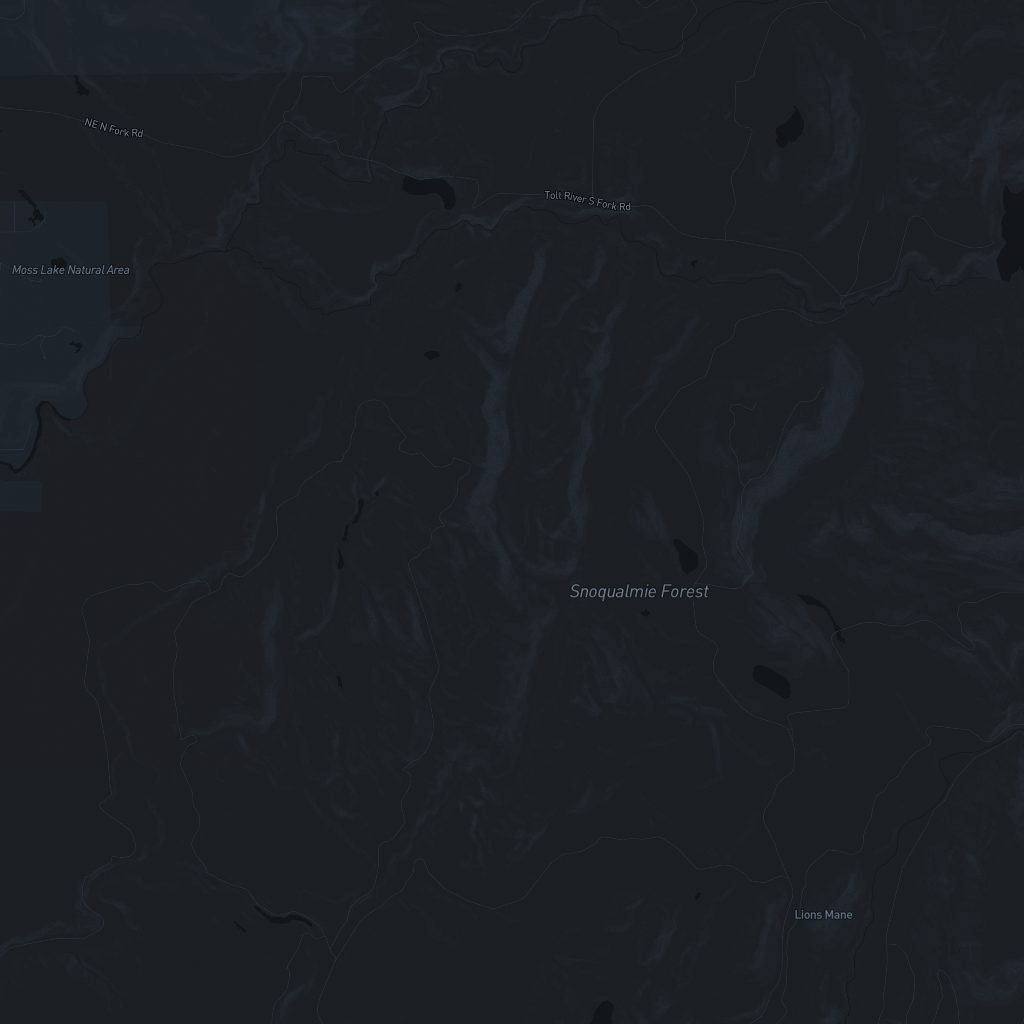 NE N Fork Rd
Tolt River S Fork Rd
Moss Lake Natural Area
Snoqualmie Forest
Lions Mane